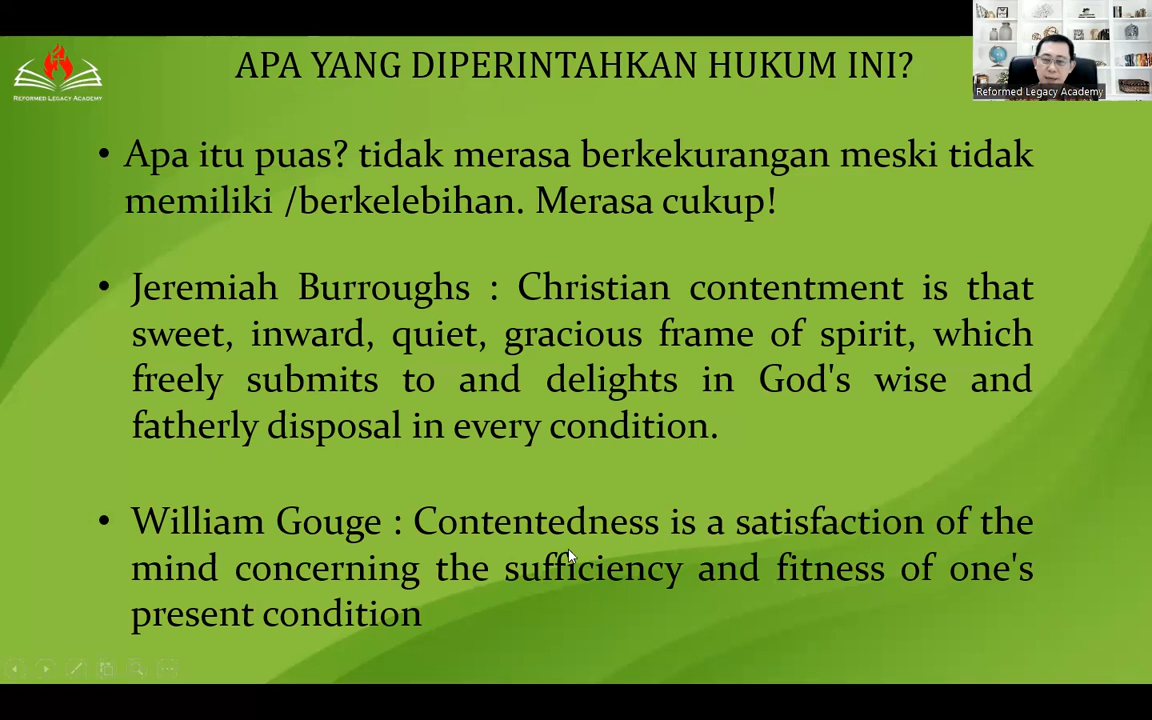 APA YANG DIPERINTAHKAN HUKUM INI?
Reformed Legacy Academy
REFORMED LEGACY ACADEMY
• Apa itu puas? tidak merasa berkekurangan meski tidak
memiliki /berkelebihan. Merasa cukup!
• Jeremiah Burroughs : Christian contentment is that
sweet, inward, quiet, gracious frame of spirit, which
freely submits to and delights in God's wise and
fatherly disposal in every condition.
• William Gouge : Contentedness is a satisfaction of the
mind concerning the sufficiency and fitness of one's
present condition